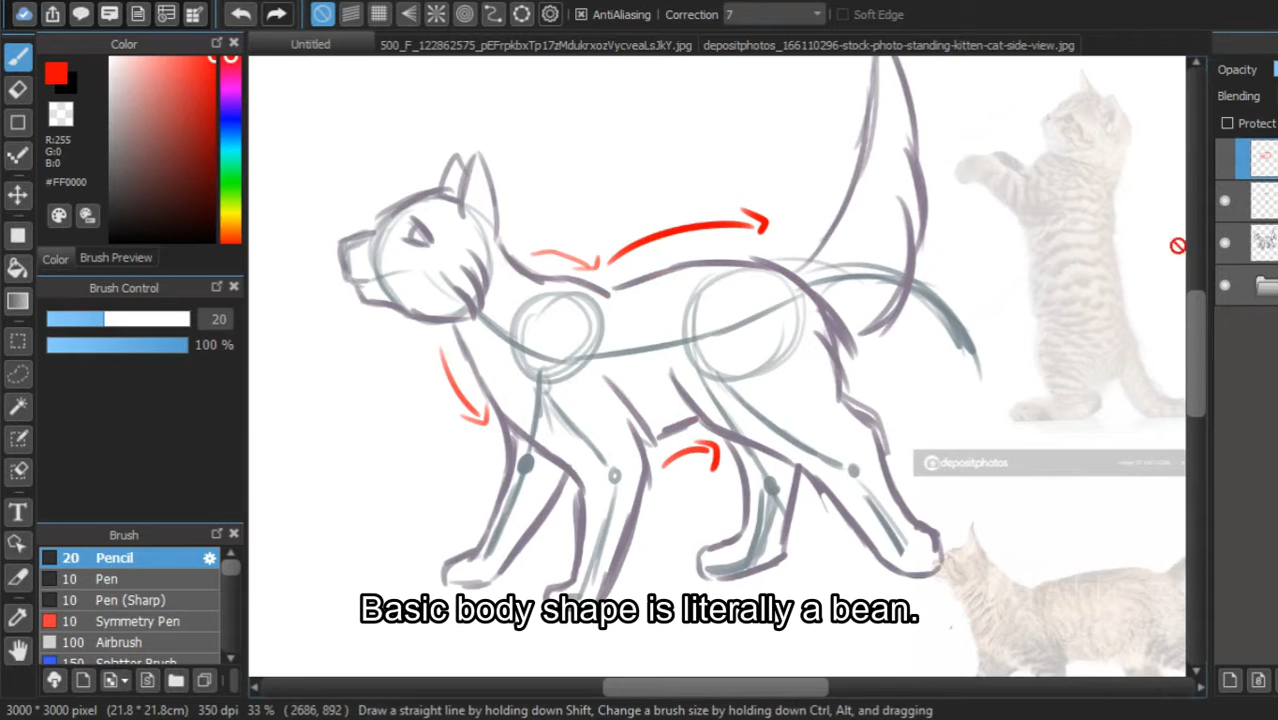 AntiAliasing Correction 7 Soft Edge
Color
Untitled 500_F_122862575_pEFrpkbxTp17zMdukrxozVycveaLsJkY.jpg depositphotos_166110296-stock-photo-standing-kitten-cat-side-view.jpg
Opacity
Blending
Protect
R:255
G:0
B:0
#FF0000
Color Brush Preview
Brush Control
20
100 %
depositphotos
Brush
20 Pencil
10 Pen
10 Pen (Sharp)
10 Symmetry Pen
100 Airbrush
150 Splatter Brush
Basic body shape is literally a bean.
3000 * 3000 pixel (21.8 * 21.8cm) 350 dpi 33 % (2686, 892) Draw a straight line by holding down Shift, Change a brush size by holding down Ctrl, Alt, and dragging